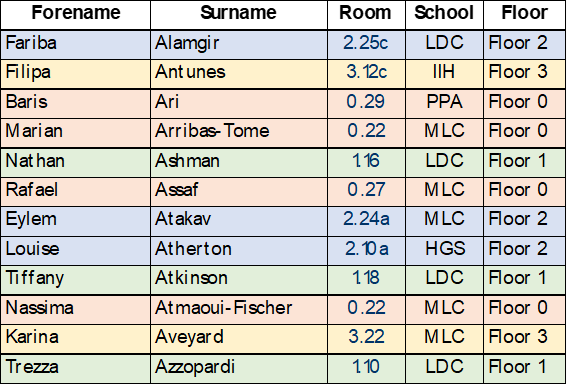 Forename Surname Room School Floor
Fariba Alamgir 2.25c LDC Floor 2
Filipa Antunes 3.12c IIH Floor 3
Baris Ari 0.29 PPA Floor 0
Marian Arribas-Tome 0.22 MLC Floor 0
Nathan Ashman 1.16 LDC Floor 1
Rafael Assaf 0.27 MLC Floor 0
Eylem Atakav 2.24a MLC Floor 2
Louise Atherton 2.10a HGS Floor 2
Tiffany Atkinson 1.18 LDC Floor 1
Nassima Atmaoui-Fischer 0.22 MLC Floor 0
Karina Aveyard 3.22 MLC Floor 3
Trezza Azzopardi 1.10 LDC Floor 1